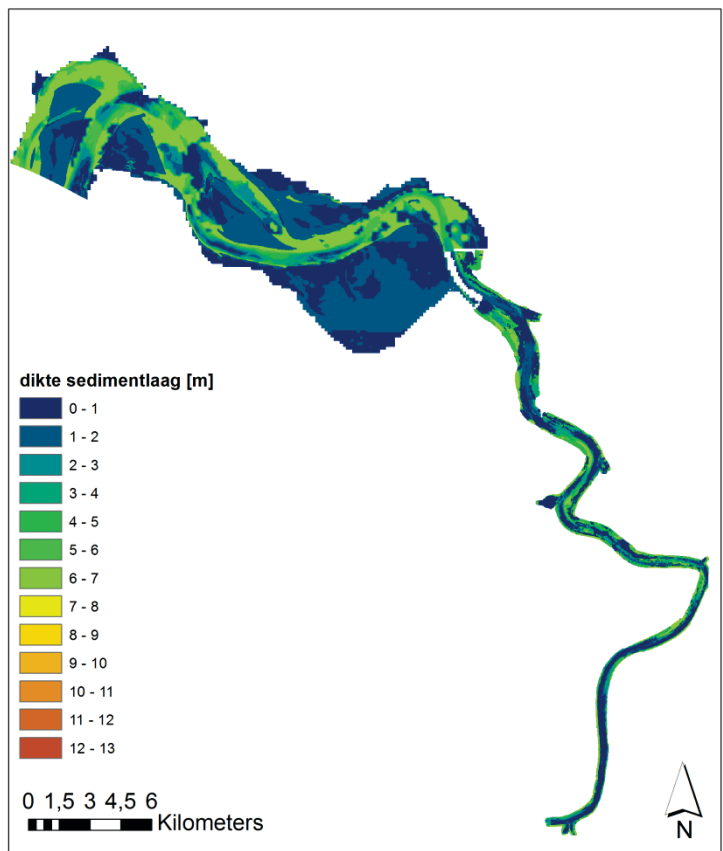 dikte sedimentlaag [m]
0 - 1
1 - 2
2 - 3
3 - 4
4 - 5
5 - 6
6 - 7
7 - 8
8 - 9
9 - 10
10 - 11
11 - 12
12 - 13
0 1,5 3 4,5 6
Kilometers
N